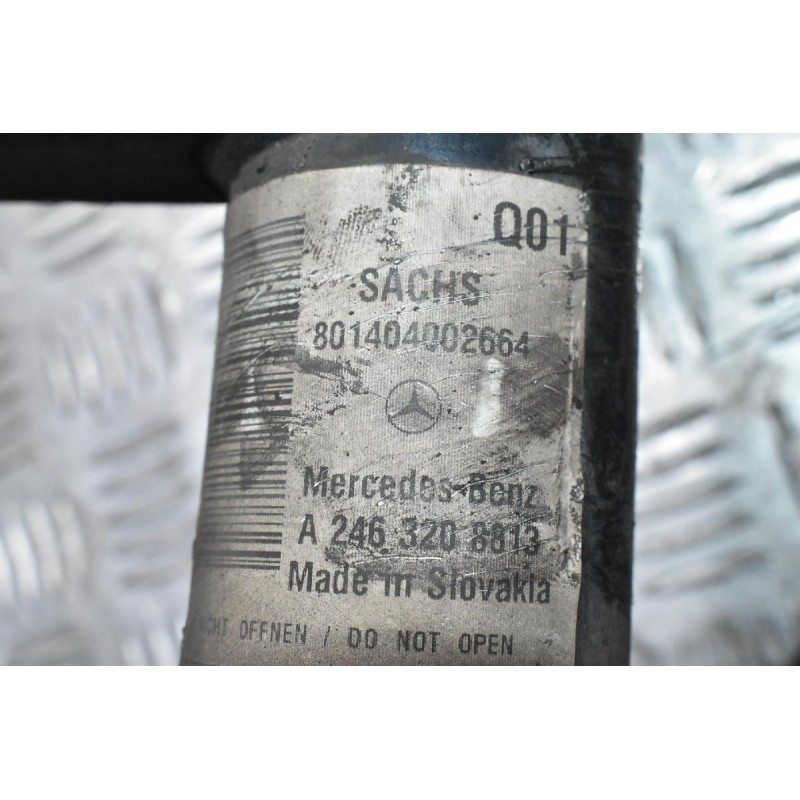 Q01
SACHS
801404002664
Mercedes-Benz
A 246 320 8813
Made in Slovakia
OFFNEN / DO NOT OPEN